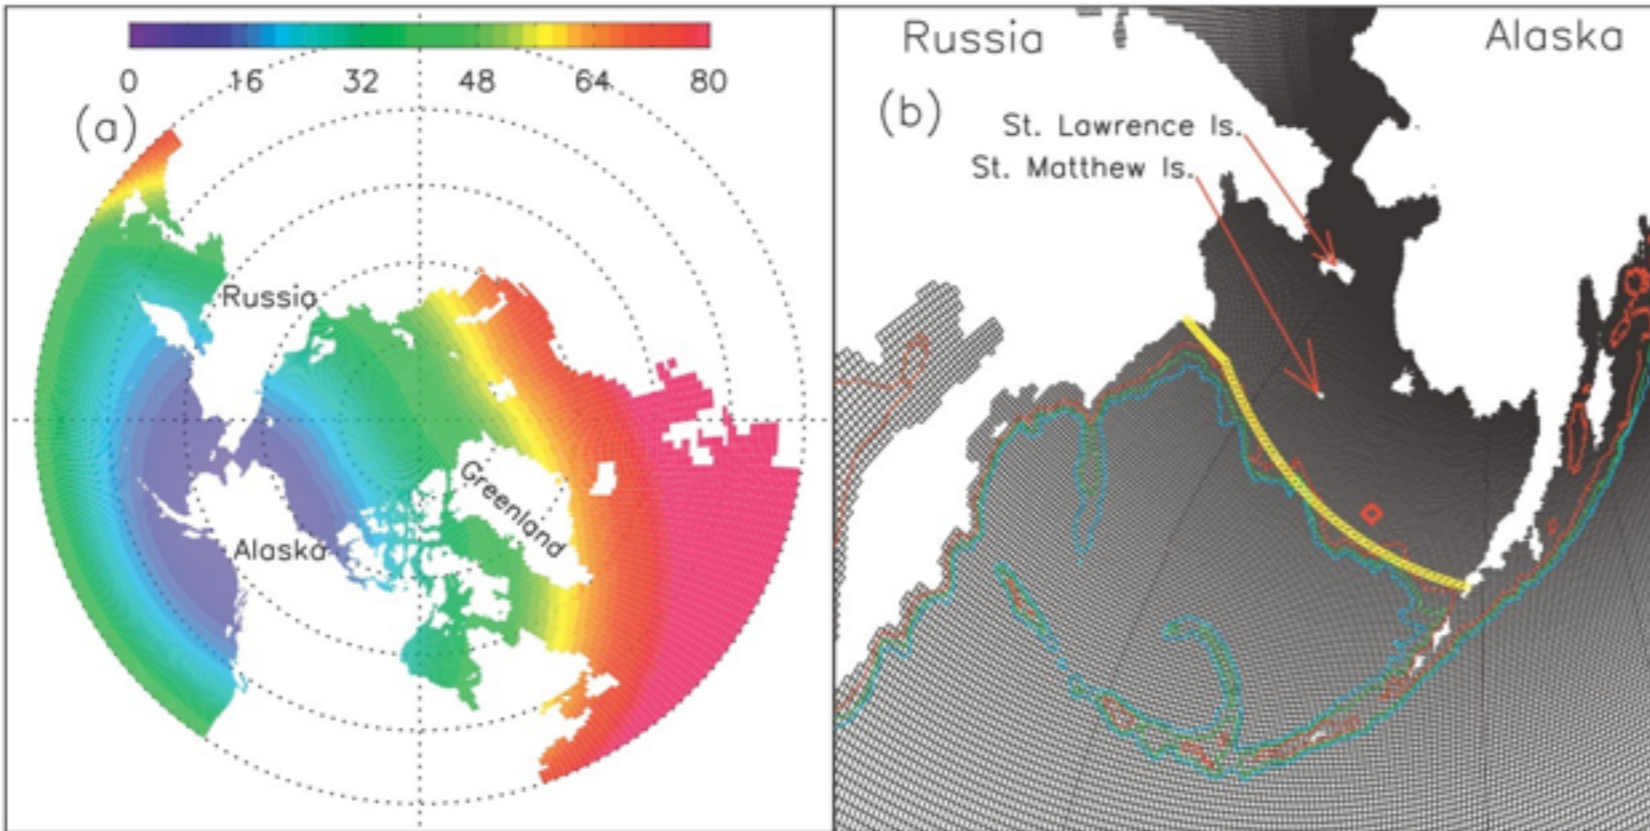 0 16 32 48 64 80
(a)
Russia
Greenland
Alaska
Russia Alaska
(b)
St. Lawrence Is.
St. Matthew Is.